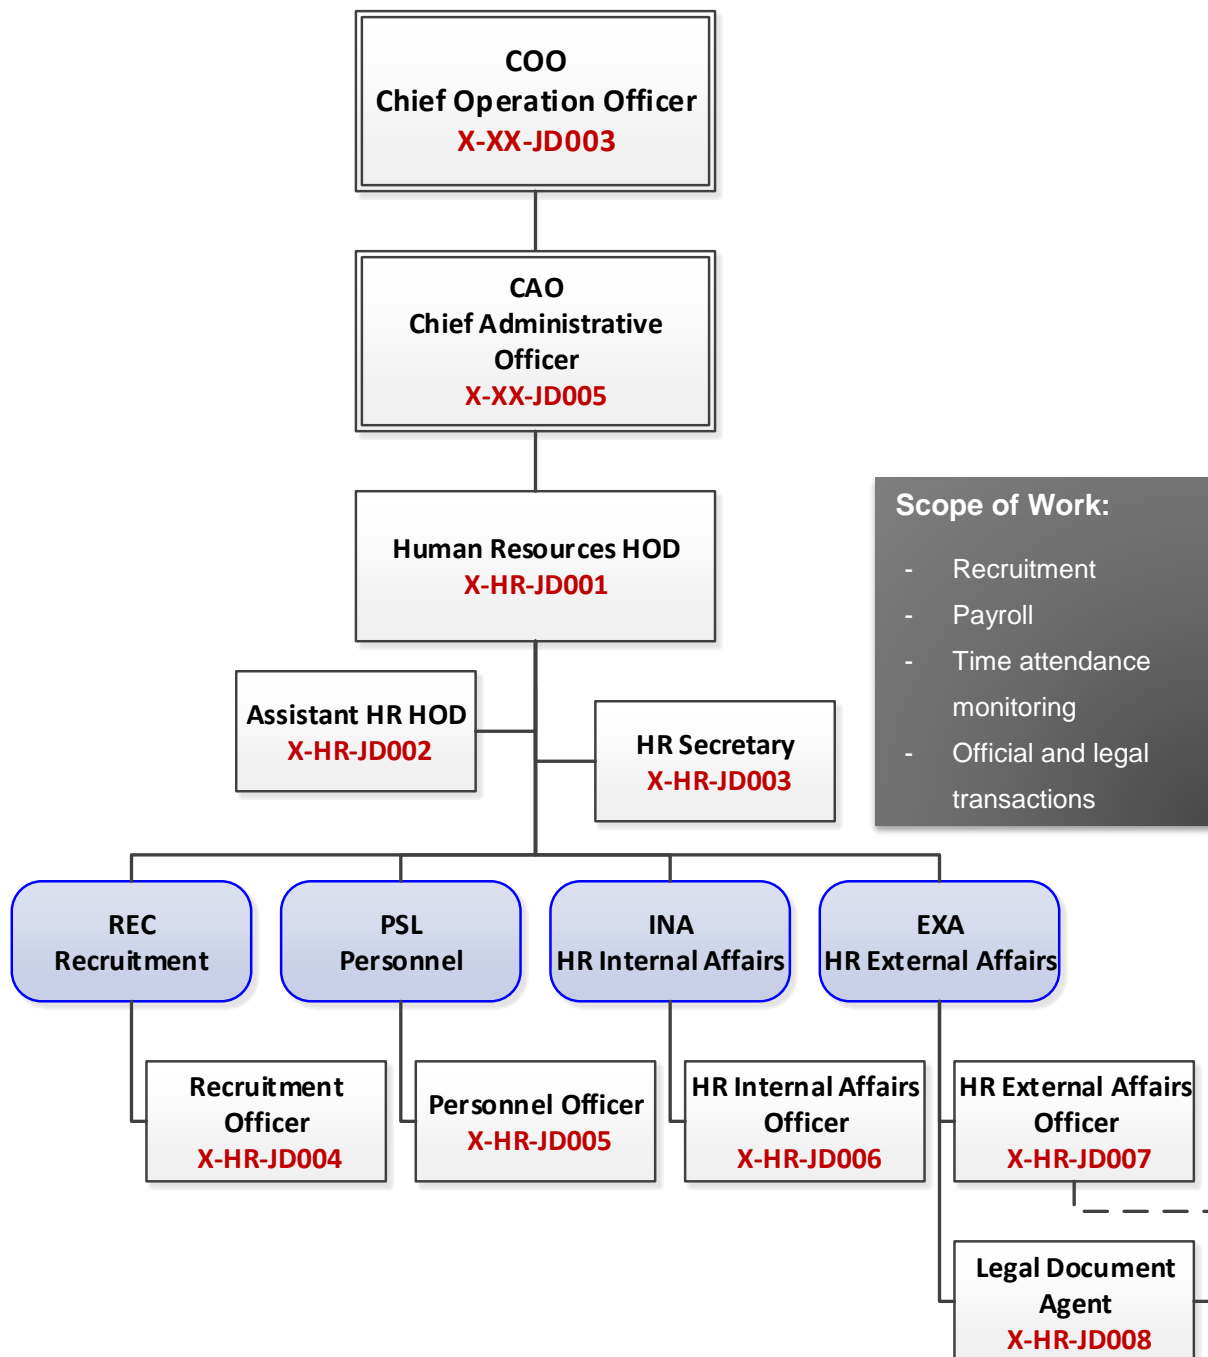 COO
Chief Operation Officer
X-XX-JD003
CAO
Chief Administrative
Officer
X-XX-JD005
Human Resources HOD
X-HR-JD001
Scope of Work:
- Recruitment
- Payroll
- Time attendance
monitoring
- Official and legal
transactions
Assistant HR HOD
X-HR-JD002
HR Secretary
X-HR-JD003
REC
Recruitment
PSL
Personnel
INA
HR Internal Affairs
EXA
HR External Affairs
Recruitment
Officer
X-HR-JD004
Personnel Officer
X-HR-JD005
HR Internal Affairs
Officer
X-HR-JD006
HR External Affairs
Officer
X-HR-JD007
Legal Document
Agent
X-HR-JD008